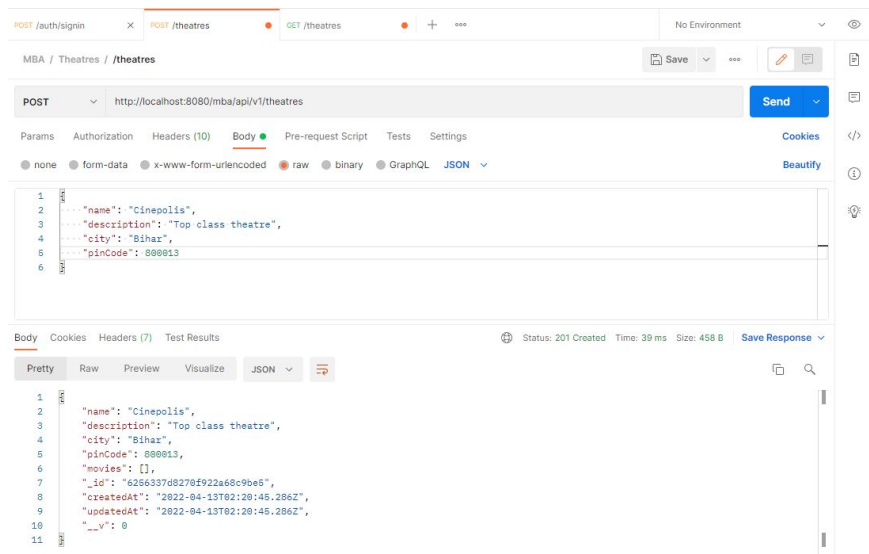 POST /auth/signin POST /theatres GET /theatres No Environment
MBA / Theatres / /theatres Save
POST http://localhost:8080/mba/api/v1/theatres Send
Params Authorization Headers (10) Body Pre-request Script Tests Settings Cookies
none form-data x-www-form-urlencoded raw binary GraphQL JSON Beautify
1 {
2 "name": "Cinepolis",
3 "description": "Top class theatre",
4 "city": "Bihar",
5 "pinCode": 800013
6 }
Body Cookies Headers (7) Test Results Status: 201 Created Time: 39 ms Size: 458 B Save Response
Pretty Raw Preview Visualize JSON
1 {
2 "name": "Cinepolis",
3 "description": "Top class theatre",
4 "city": "Bihar",
5 "pinCode": 800013,
6 "movies": [],
7 "_id": "6256337d8270f922a68c9be5",
8 "createdAt": "2022-04-13T02:20:45.286Z",
9 "updatedAt": "2022-04-13T02:20:45.286Z",
10 "__v": 0
11 }